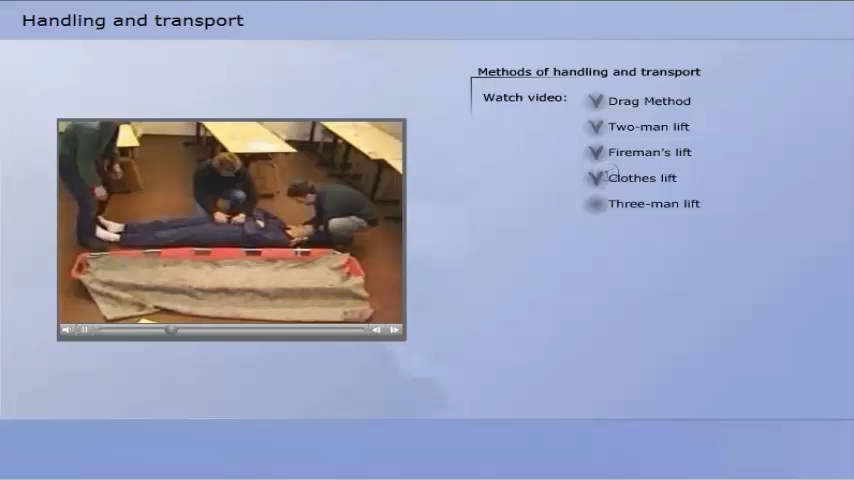 Handling and transport
Methods of handling and transport
Watch video:
Drag Method
Two-man lift
Fireman's lift
Clothes lift
Three-man lift